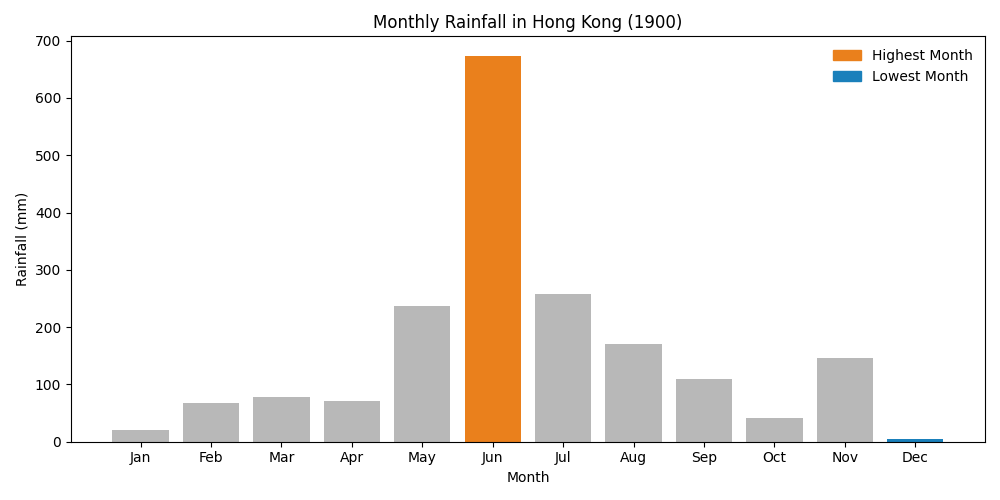 Monthly Rainfall in Hong Kong (1900)
Highest Month
Lowest Month
Rainfall (mm)
700
600
500
400
300
200
100
0
Jan Feb Mar Apr May Jun Jul Aug Sep Oct Nov Dec
Month